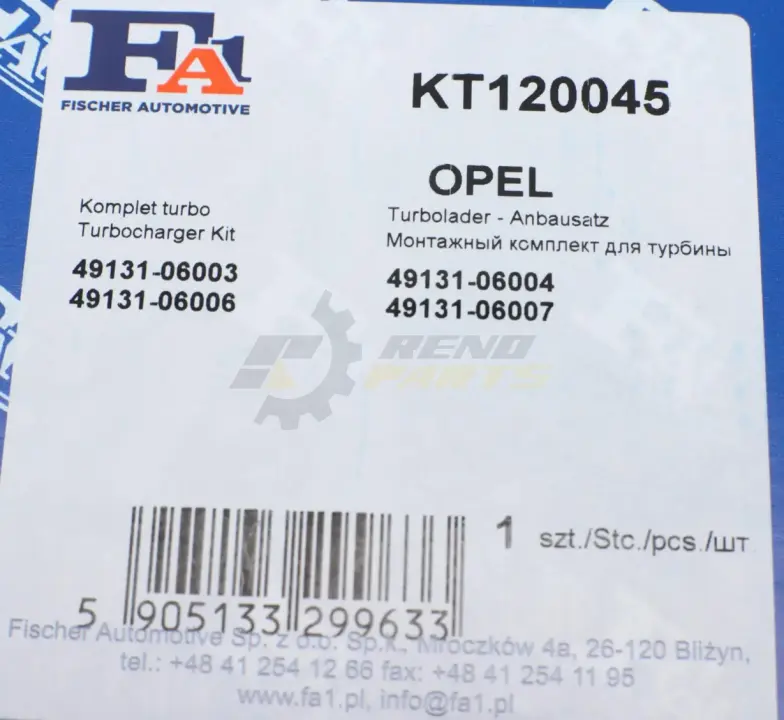 FA1
FISCHER AUTOMOTIVE
KT120045
OPEL
Komplet turbo
Turbocharger Kit
49131-06003
49131-06006
Turbolader - Anbausatz
Монтажный комплект для турбины
49131-06004
49131-06007
RENO
PARTS
1 szt./Stc./pcs./шт
5 905133 299633
Fischer Automotive Sp. z o.o. Sp.k., Mroczków 4a, 26-120 Bliżyn,
tel.: +48 41 254 12 66 fax: +48 41 254 11 95
www.fa1.pl, info@fa1.pl